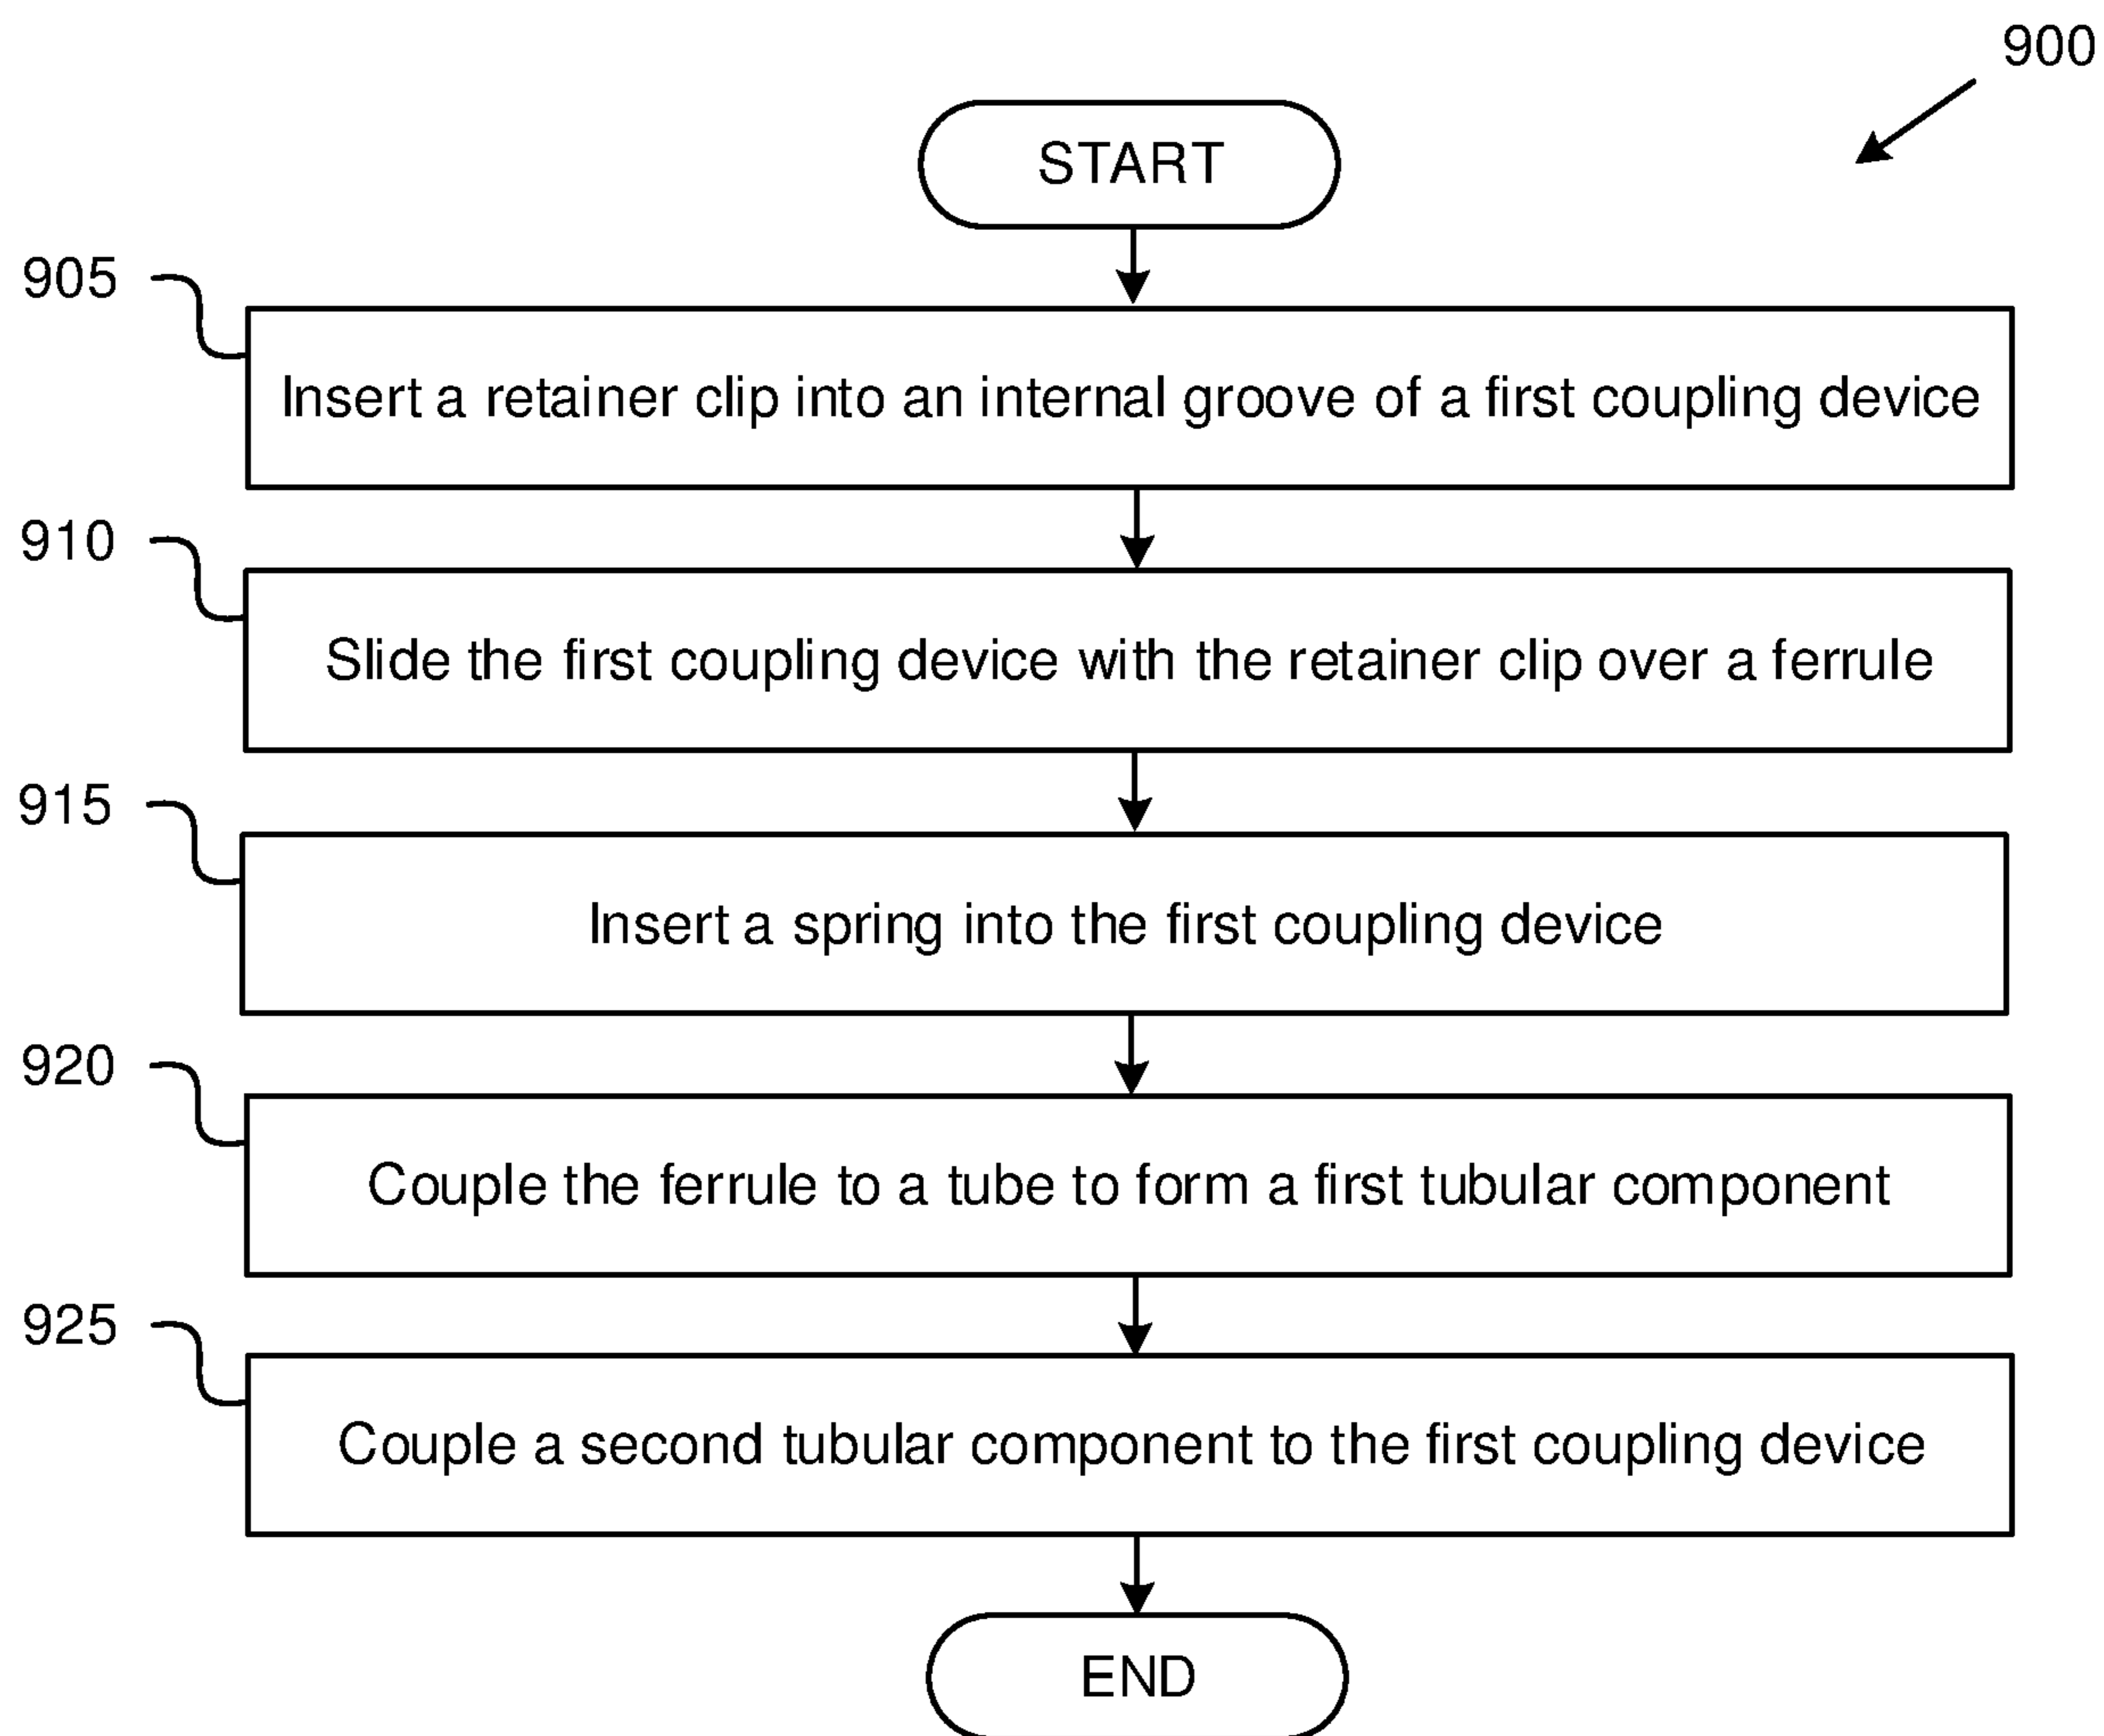 900
START
905
Insert a retainer clip into an internal groove of a first coupling device
910
Slide the first coupling device with the retainer clip over a ferrule
915
Insert a spring into the first coupling device
920
Couple the ferrule to a tube to form a first tubular component
925
Couple a second tubular component to the first coupling device
END